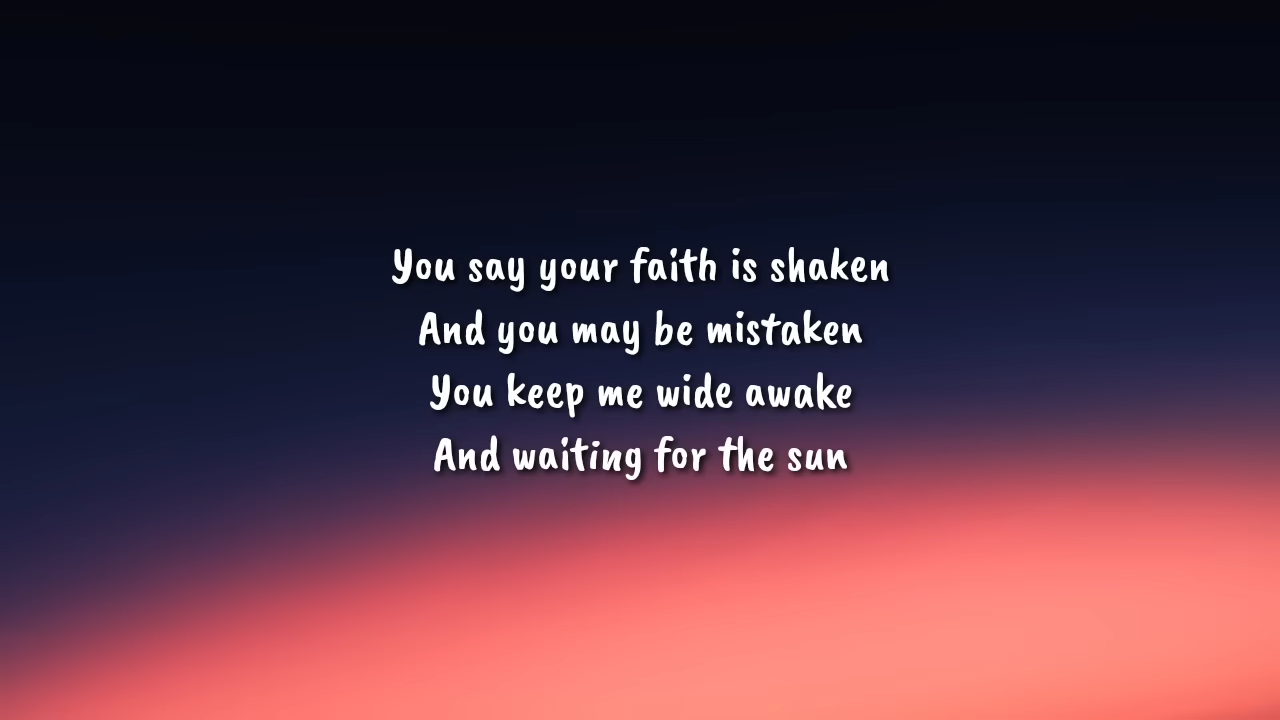 You say your faith is shaken
And you may be mistaken
You keep me wide awake
And waiting for the sun